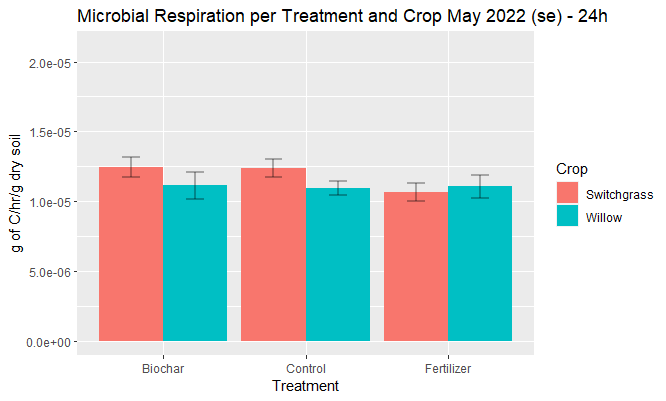 Microbial Respiration per Treatment and Crop May 2022 (se) - 24h
g of C/hr/g dry soil
2.0e-05
1.5e-05
1.0e-05
5.0e-06
0.0e+00
Biochar
Control
Fertilizer
Treatment
Crop
Switchgrass
Willow